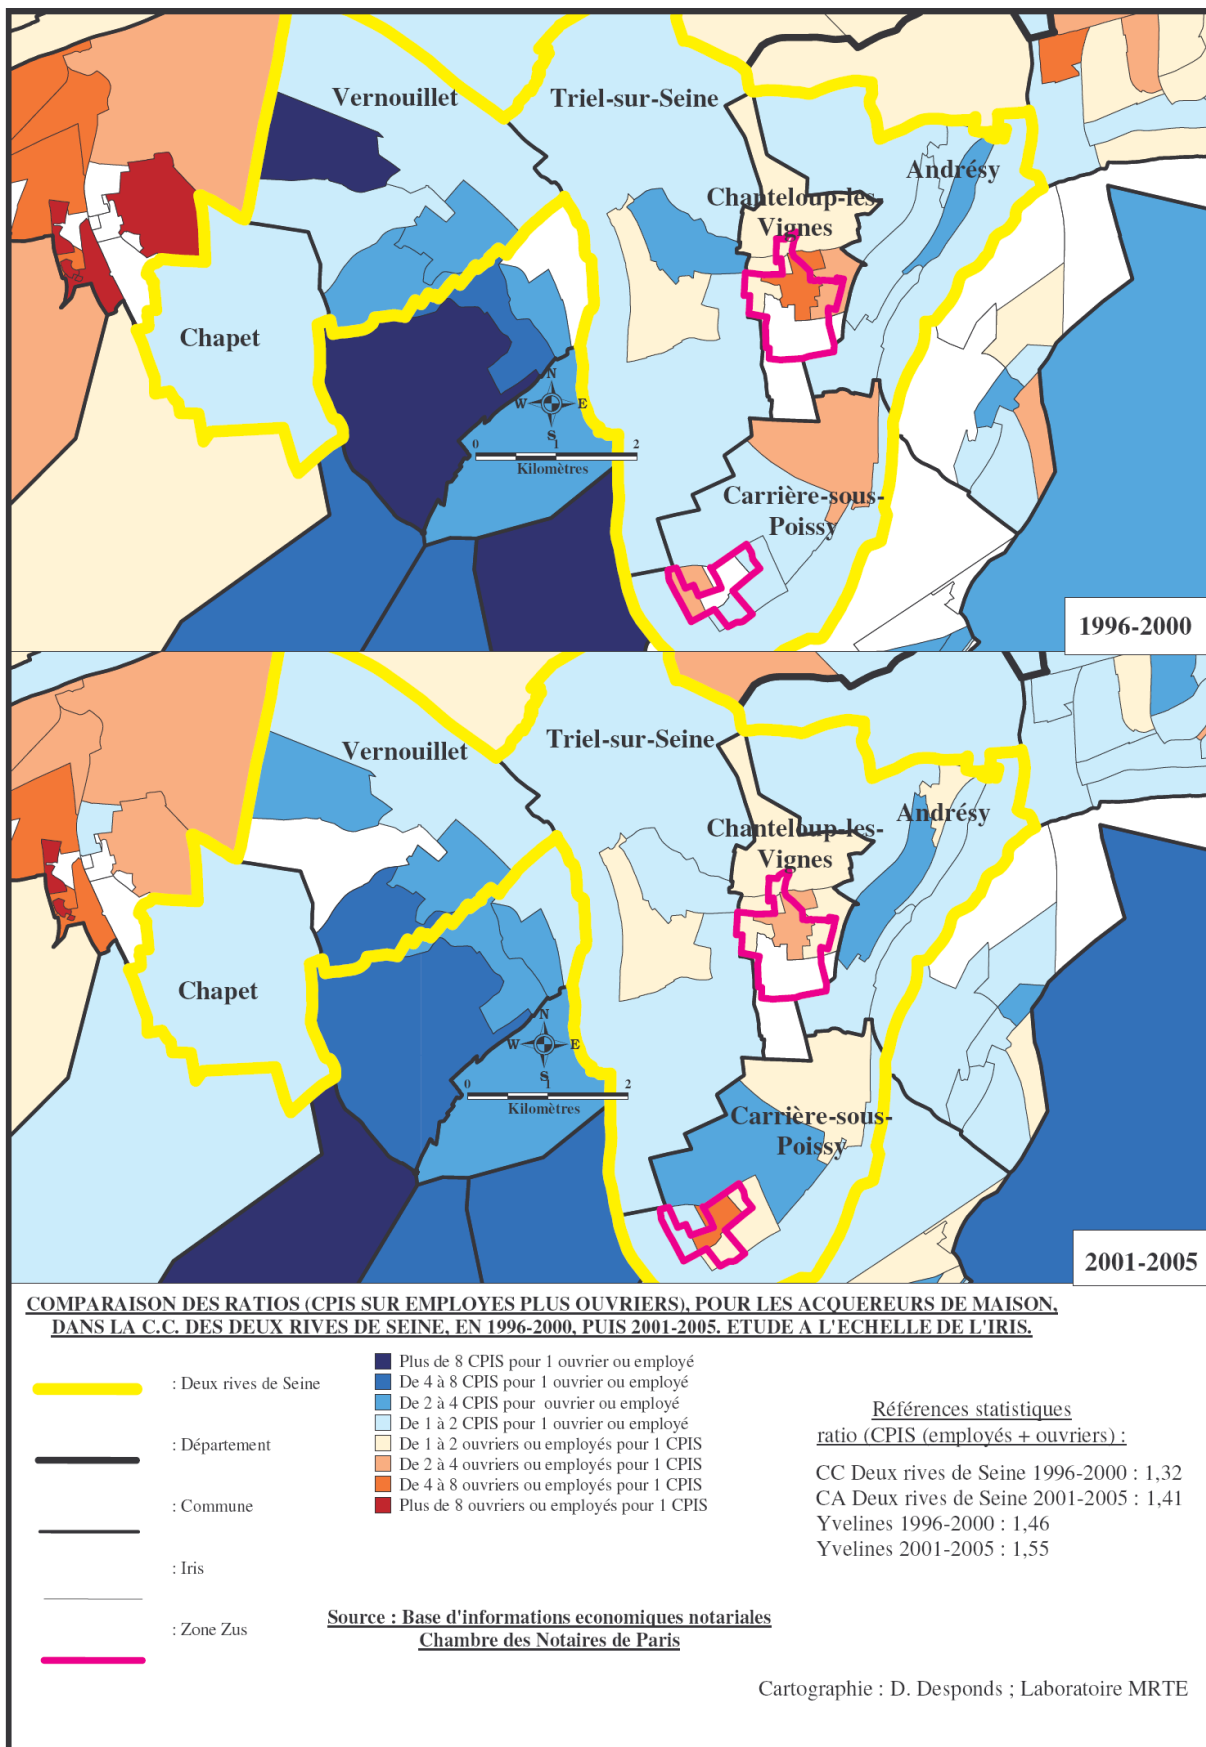 Vernouillet
Triel-sur-Seine
Andrésy
Chanteloup-les-
Vignes
Chapet
N
W E
S
0 1 2
Kilomètres
Carrière-sous-
Poissy
1996-2000
Vernouillet
Triel-sur-Seine
Andrésy
Chanteloup-les-
Vignes
Chapet
N
W E
S
0 1 2
Kilomètres
Carrière-sous-
Poissy
2001-2005
COMPARAISON DES RATIOS (CPIS SUR EMPLOYES PLUS OUVRIERS), POUR LES ACQUEREURS DE MAISON,
DANS LA C.C. DES DEUX RIVES DE SEINE, EN 1996-2000, PUIS 2001-2005. ETUDE A L'ECHELLE DE L'IRIS.
: Deux rives de Seine
: Département
: Commune
: Iris
: Zone Zus
Plus de 8 CPIS pour 1 ouvrier ou employé
De 4 à 8 CPIS pour 1 ouvrier ou employé
De 2 à 4 CPIS pour ouvrier ou employé
De 1 à 2 CPIS pour 1 ouvrier ou employé
De 1 à 2 ouvriers ou employés pour 1 CPIS
De 2 à 4 ouvriers ou employés pour 1 CPIS
De 4 à 8 ouvriers ou employés pour 1 CPIS
Plus de 8 ouvriers ou employés pour 1 CPIS
Références statistiques
ratio (CPIS (employés + ouvriers) :
CC Deux rives de Seine 1996-2000 : 1,32
CA Deux rives de Seine 2001-2005 : 1,41
Yvelines 1996-2000 : 1,46
Yvelines 2001-2005 : 1,55
Source : Base d'informations economiques notariales
Chambre des Notaires de Paris
Cartographie : D. Desponds ; Laboratoire MRTE